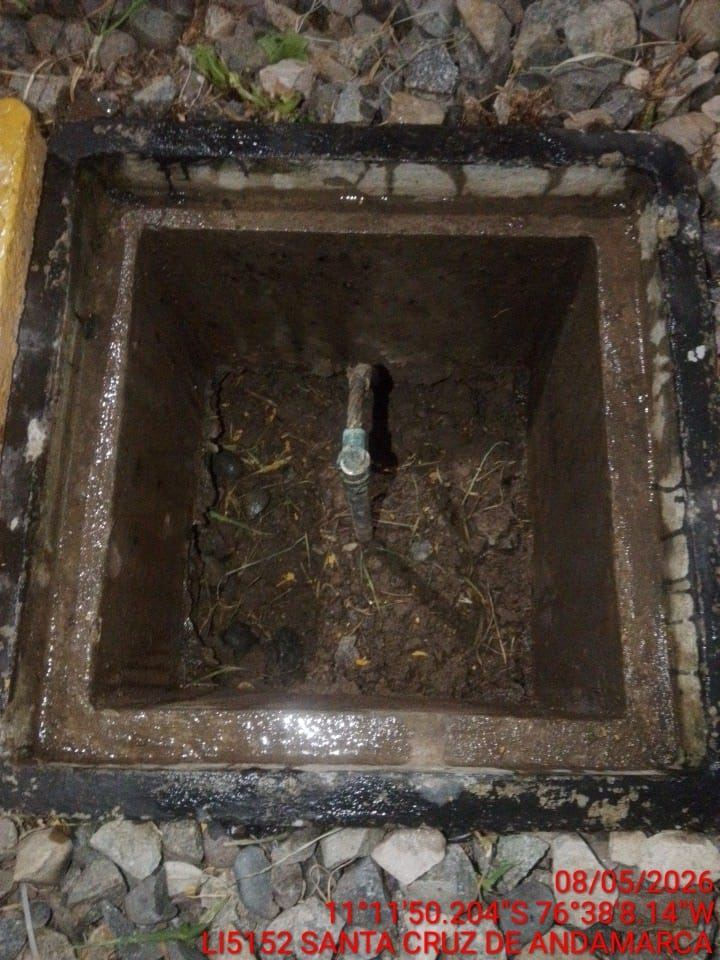 08/05/2026
11°11'50.204"S 76°38'8.14"W
LI5152 SANTA CRUZ DE ANDAMARCA